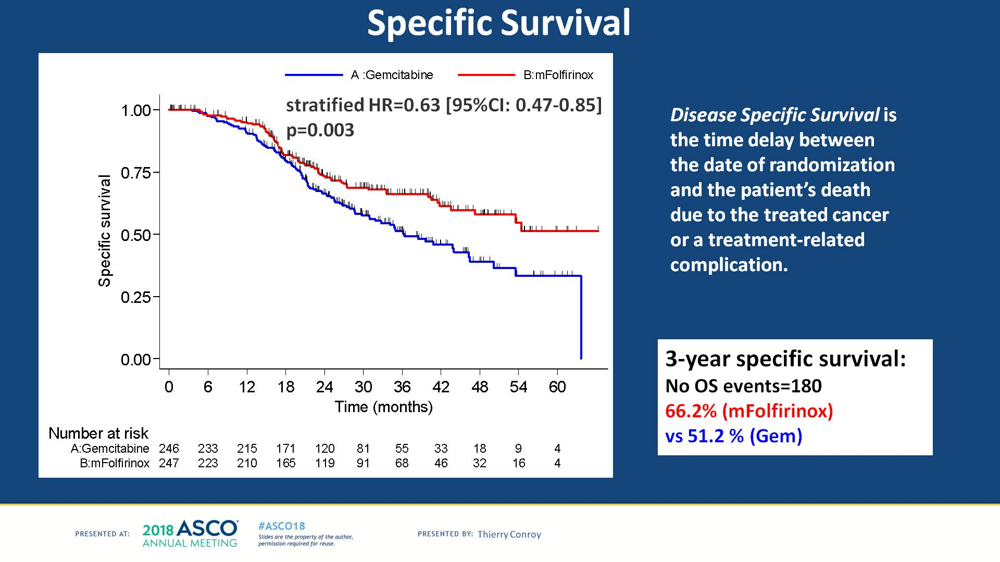 Specific Survival
A :Gemcitabine B:mFolfirinox
stratified HR=0.63 [95%CI: 0.47-0.85]
p=0.003
1.00
0.75
0.50
0.25
0.00
Specific survival
0 6 12 18 24 30 36 42 48 54 60
Time (months)
Number at risk
A:Gemcitabine 246 233 215 171 120 81 55 33 18 9 4
B:mFolfirinox 247 223 210 165 119 91 68 46 32 16 4
Disease Specific Survival is
the time delay between
the date of randomization
and the patient’s death
due to the treated cancer
or a treatment-related
complication.
3-year specific survival:
No OS events=180
66.2% (mFolfirinox)
vs 51.2 % (Gem)
PRESENTED AT:
2018 ASCO
ANNUAL MEETING
#ASCO18
Slides are the property of the author,
permission required for reuse.
PRESENTED BY: Thierry Conroy